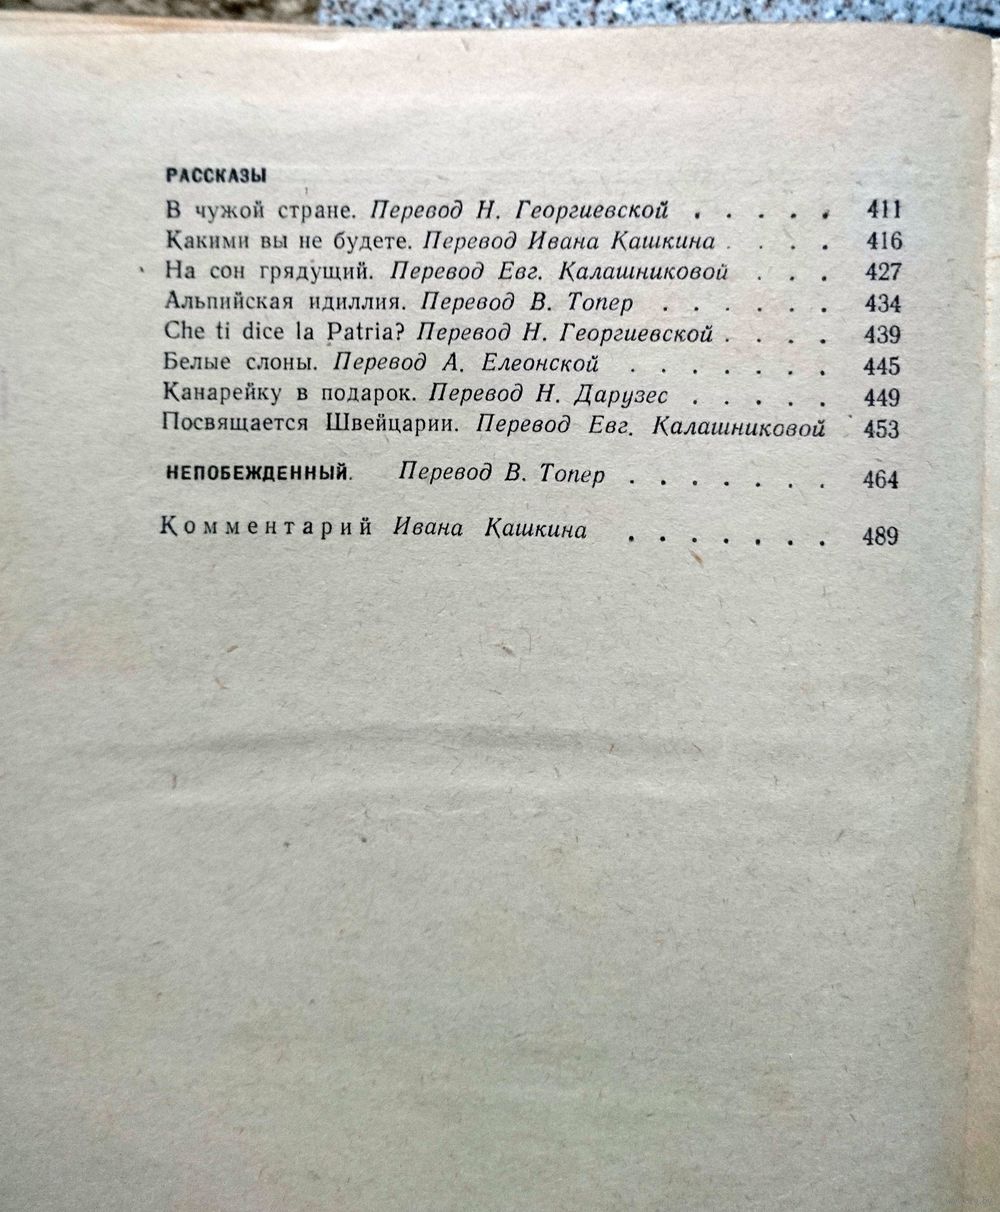 РАССКАЗЫ
В чужой стране. Перевод Н. Георгиевской . . . . . 411
Какими вы не будете. Перевод Ивана Кашкина . . . . 416
На сон грядущий. Перевод Евг. Калашниковой . . . 427
Альпийская идиллия. Перевод В. Топер . . . . . . 434
Che ti dice la Patria? Перевод Н. Георгиевской . . . . 439
Белые слоны. Перевод А. Елеонской . . . . . . . 445
Канарейку в подарок. Перевод Н. Дарузес . . . . . 449
Посвящается Швейцарии. Перевод Евг. Калашниковой 453
НЕПОБЕЖДЕННЫЙ. Перевод В. Топер . . . . . . . 464
Комментарий Ивана Кашкина . . . . . . . 489